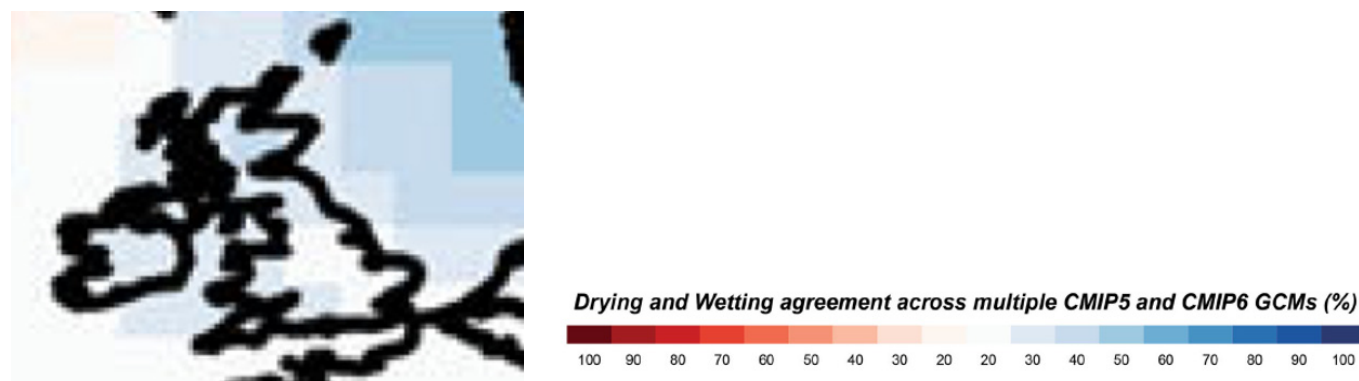 Drying and Wetting agreement across multiple CMIP5 and CMIP6 GCMs (%)
100 90 80 70 60 50 40 30 20 20 30 40 50 60 70 80 90 100